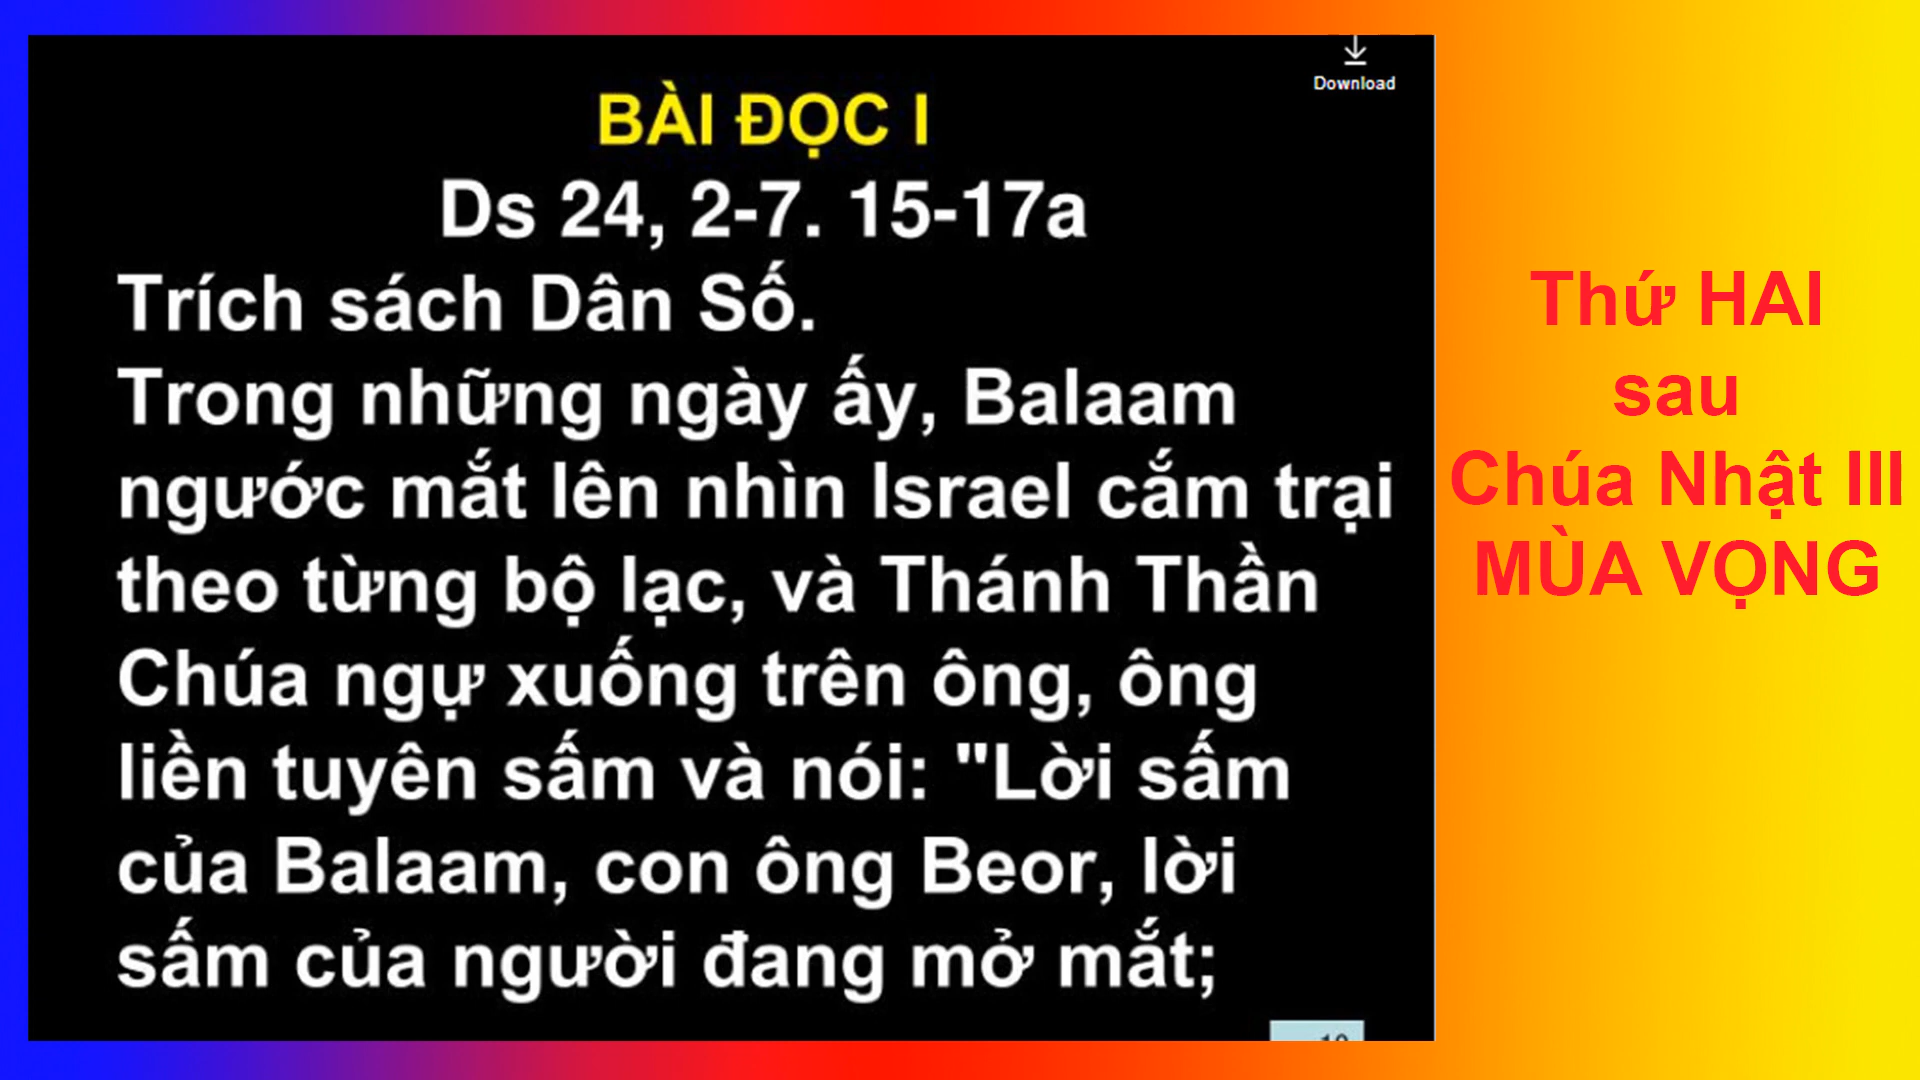 Download
BÀI ĐỌC I
Ds 24, 2-7. 15-17a
Trích sách Dân Số.
Trong những ngày ấy, Balaam
ngước mắt lên nhìn Israel cắm trại
theo từng bộ lạc, và Thánh Thần
Chúa ngự xuống trên ông, ông
liền tuyên sấm và nói: "Lời sấm
của Balaam, con ông Beor, lời
sấm của người đang mở mắt;
Thứ HAI
sau
Chúa Nhật III
MÙA VỌNG